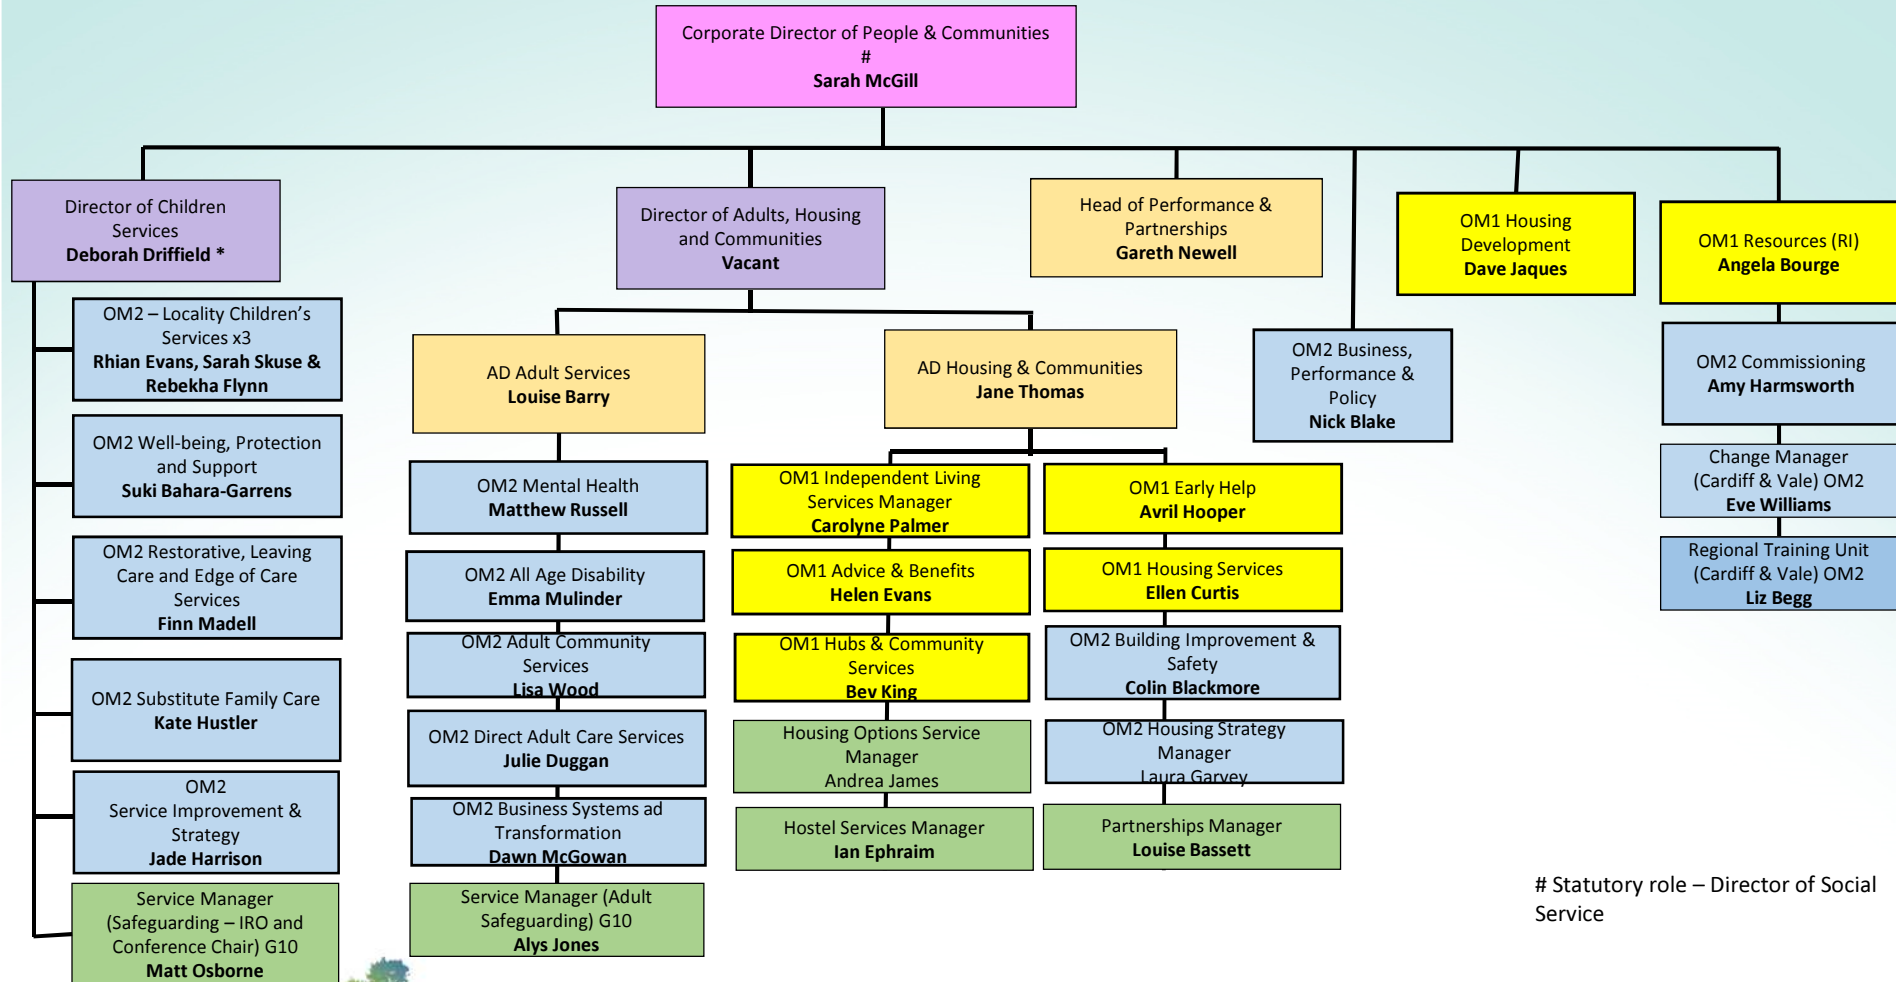 Corporate Director of People & Communities
#
Sarah McGill
Director of Children
Services
Deborah Driffield *
Director of Adults, Housing
and Communities
Vacant
Head of Performance &
Partnerships
Gareth Newell
OM1 Housing
Development
Dave Jaques
OM1 Resources (RI)
Angela Bourge
OM2 – Locality Children’s
Services x3
Rhian Evans, Sarah Skuse &
Rebekha Flynn
OM2 Well-being, Protection
and Support
Suki Bahara-Garrens
OM2 Restorative, Leaving
Care and Edge of Care
Services
Finn Madell
OM2 Substitute Family Care
Kate Hustler
OM2
Service Improvement &
Strategy
Jade Harrison
Service Manager
(Safeguarding – IRO and
Conference Chair) G10
Matt Osborne
AD Adult Services
Louise Barry
OM2 Mental Health
Matthew Russell
OM2 All Age Disability
Emma Mulinder
OM2 Adult Community
Services
Lisa Wood
OM2 Direct Adult Care Services
Julie Duggan
OM2 Business Systems ad
Transformation
Dawn McGowan
Service Manager (Adult
Safeguarding) G10
Alys Jones
AD Housing & Communities
Jane Thomas
OM1 Independent Living
Services Manager
Carolyne Palmer
OM1 Advice & Benefits
Helen Evans
OM1 Hubs & Community
Services
Bev King
Housing Options Service
Manager
Andrea James
Hostel Services Manager
Ian Ephraim
OM1 Early Help
Avril Hooper
OM1 Housing Services
Ellen Curtis
OM2 Building Improvement &
Safety
Colin Blackmore
OM2 Housing Strategy
Manager
Laura Garvey
Partnerships Manager
Louise Bassett
OM2 Business,
Performance &
Policy
Nick Blake
OM2 Commissioning
Amy Harmsworth
Change Manager
(Cardiff & Vale) OM2
Eve Williams
Regional Training Unit
(Cardiff & Vale) OM2
Liz Begg
# Statutory role – Director of Social
Service